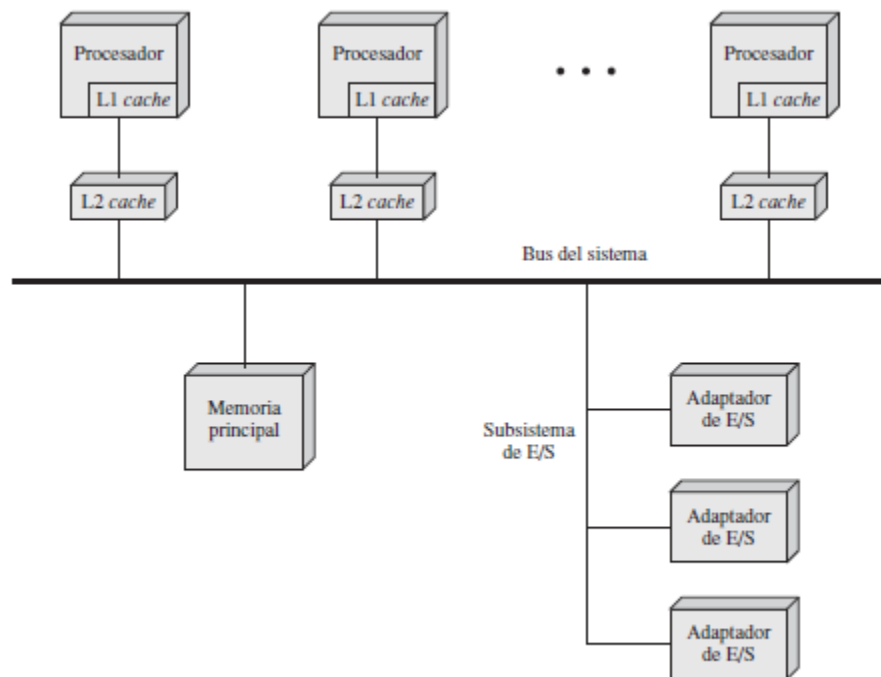 Procesador
L1 cache
Procesador
L1 cache
Procesador
L1 cache
L2 cache
L2 cache
L2 cache
Bus del sistema
Memoria
principal
Subsistema
de E/S
Adaptador
de E/S
Adaptador
de E/S
Adaptador
de E/S